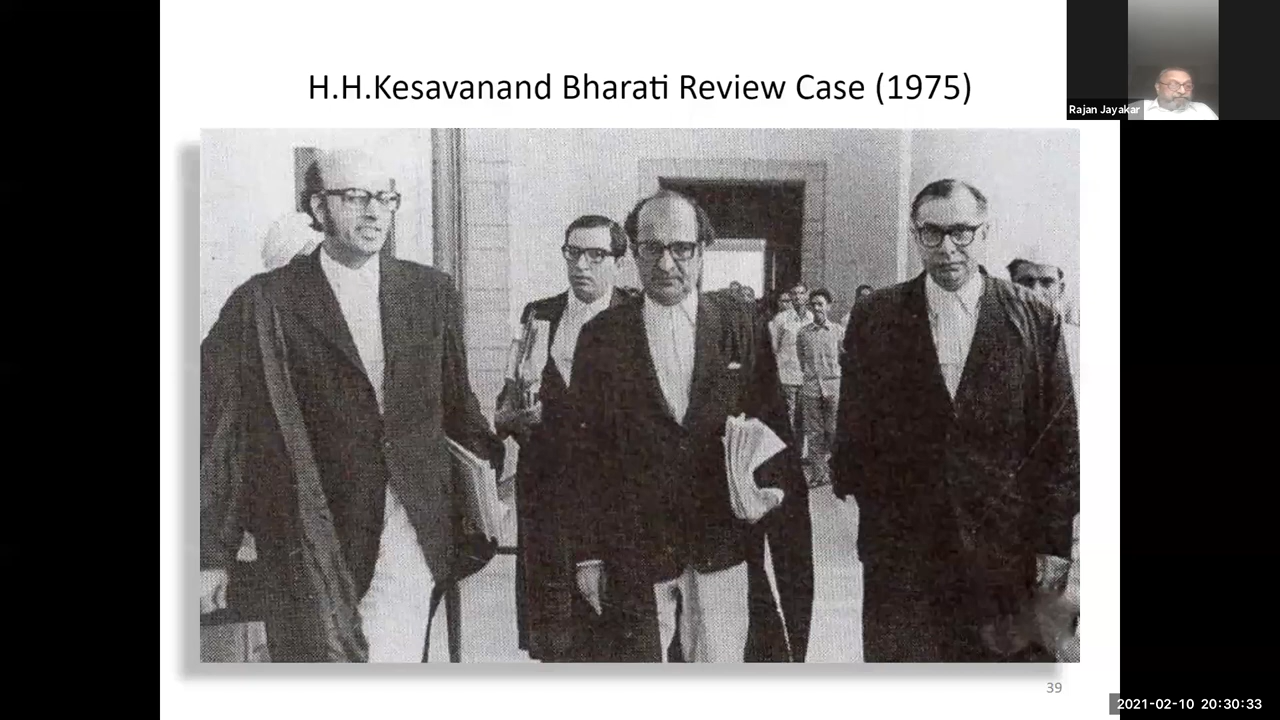 H.H.Kesavanand Bharati Review Case (1975)
Rajan Jayakar
39
2021-02-10 20:30:33